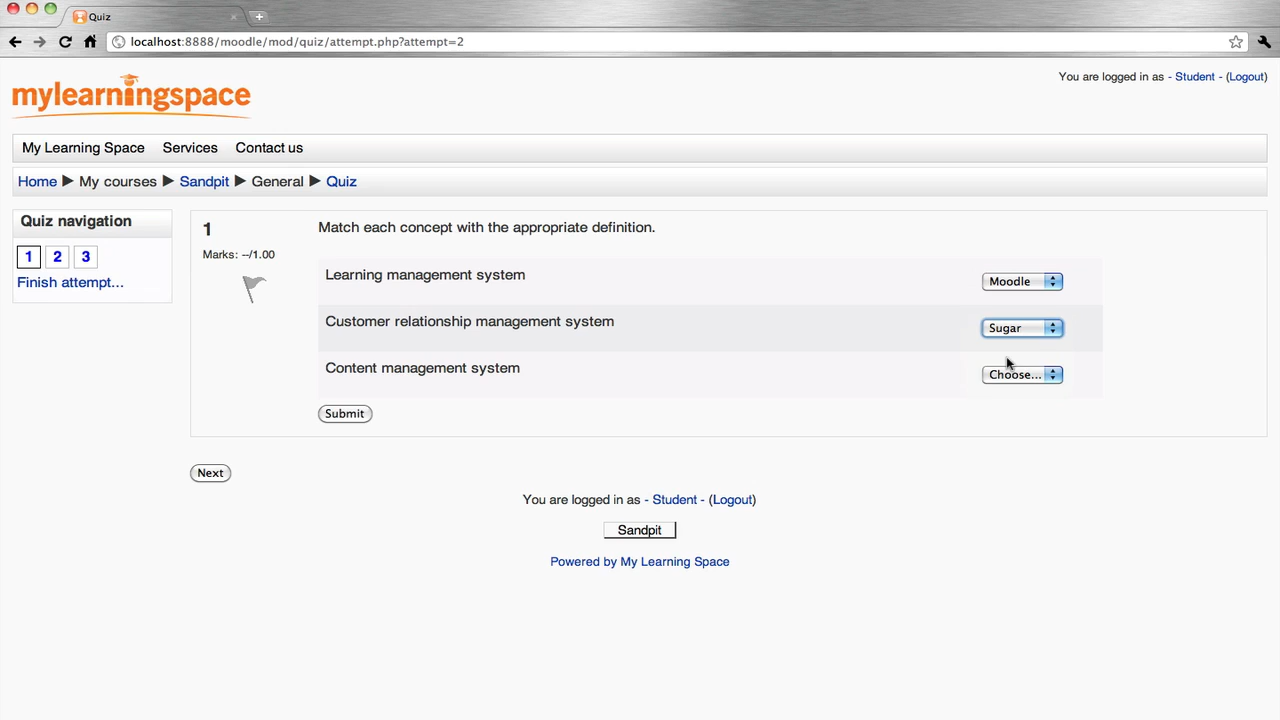 Quiz
localhost:8888/moodle/mod/quiz/attempt.php?attempt=2
mylearningspace
You are logged in as - Student - (Logout)
My Learning Space Services Contact us
Home ► My courses ► Sandpit ► General ► Quiz
Quiz navigation
1 2 3
Finish attempt...
1
Marks: --/1.00
Match each concept with the appropriate definition.
Learning management system Moodle
Customer relationship management system Sugar
Content management system Choose...
Submit
Next
You are logged in as - Student - (Logout)
Sandpit
Powered by My Learning Space